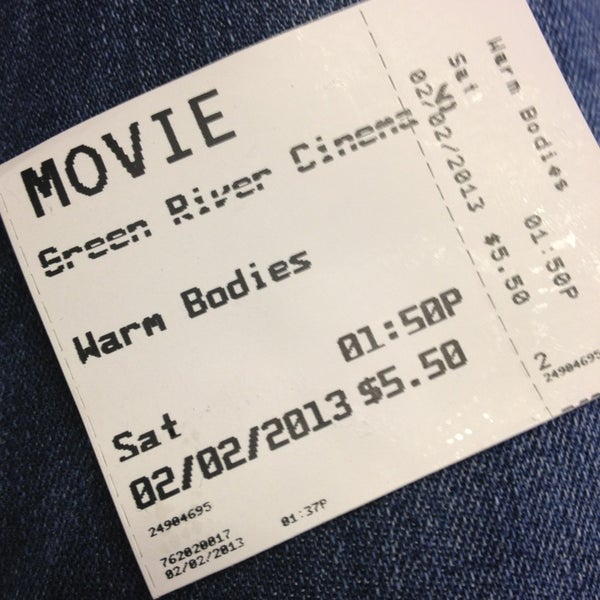 MOVIE
Green River Cinema VI
Warm Bodies
01:50P
Sat
02/02/2013 $5.50
24904695
762020017 01:37P
02/02/2013
Warm Bodies
Sat 01:50P
02/02/2013 $5.50
2
24904695